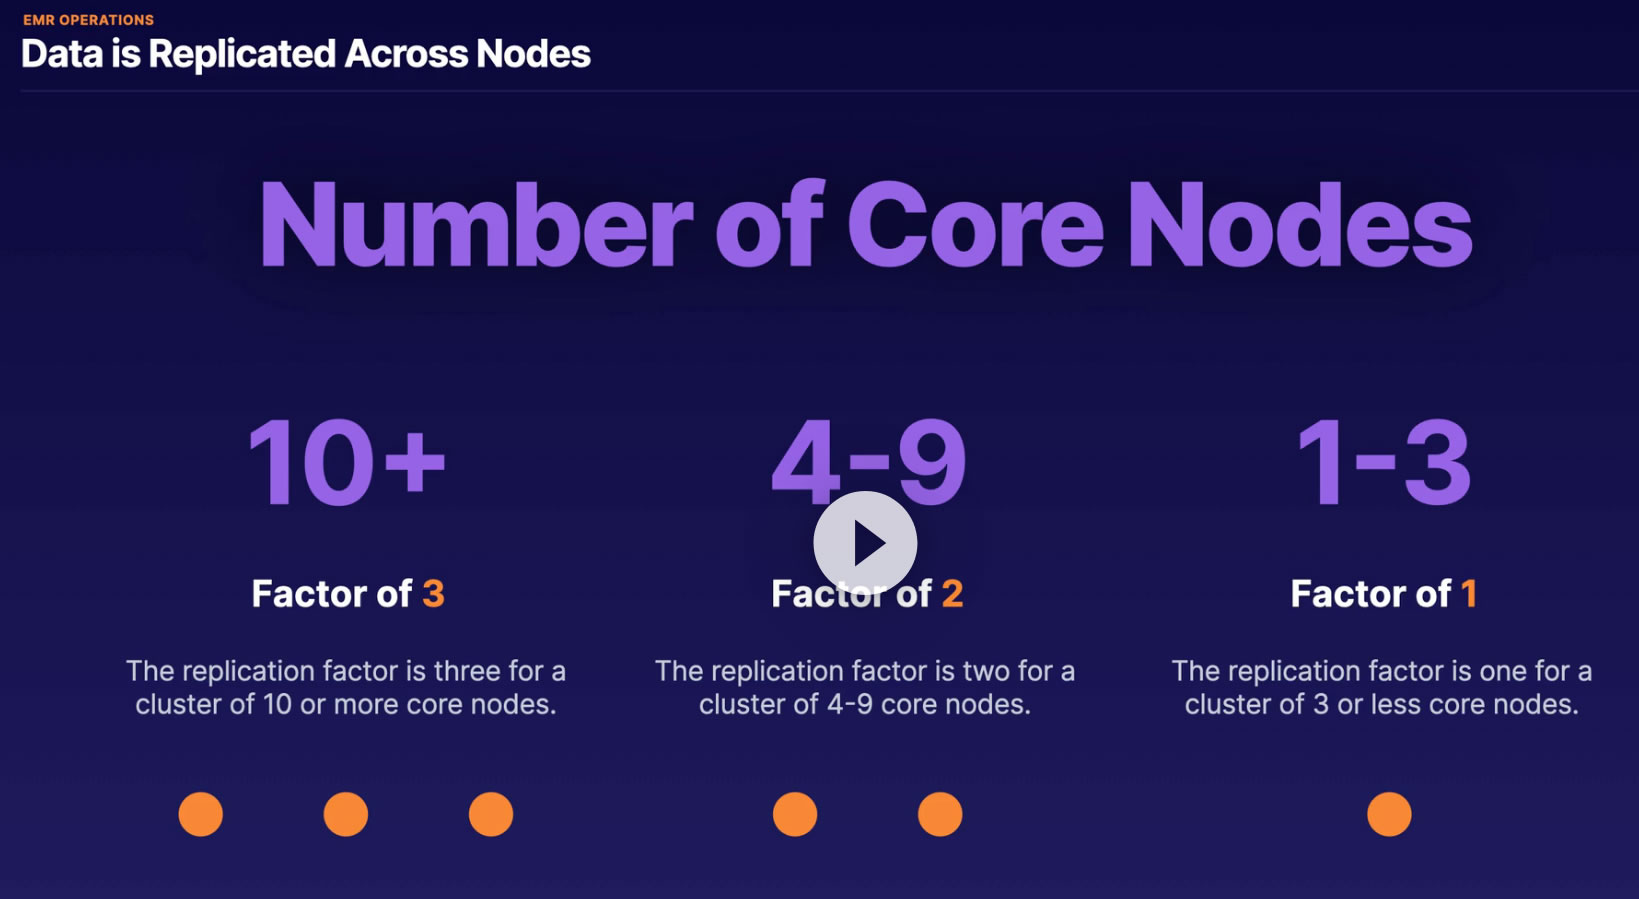 EMR OPERATIONS
Data is Replicated Across Nodes
Number of Core Nodes
10+
Factor of 3
The replication factor is three for a
cluster of 10 or more core nodes.
4-9
Factor of 2
The replication factor is two for a
cluster of 4-9 core nodes.
1-3
Factor of 1
The replication factor is one for a
cluster of 3 or less core nodes.